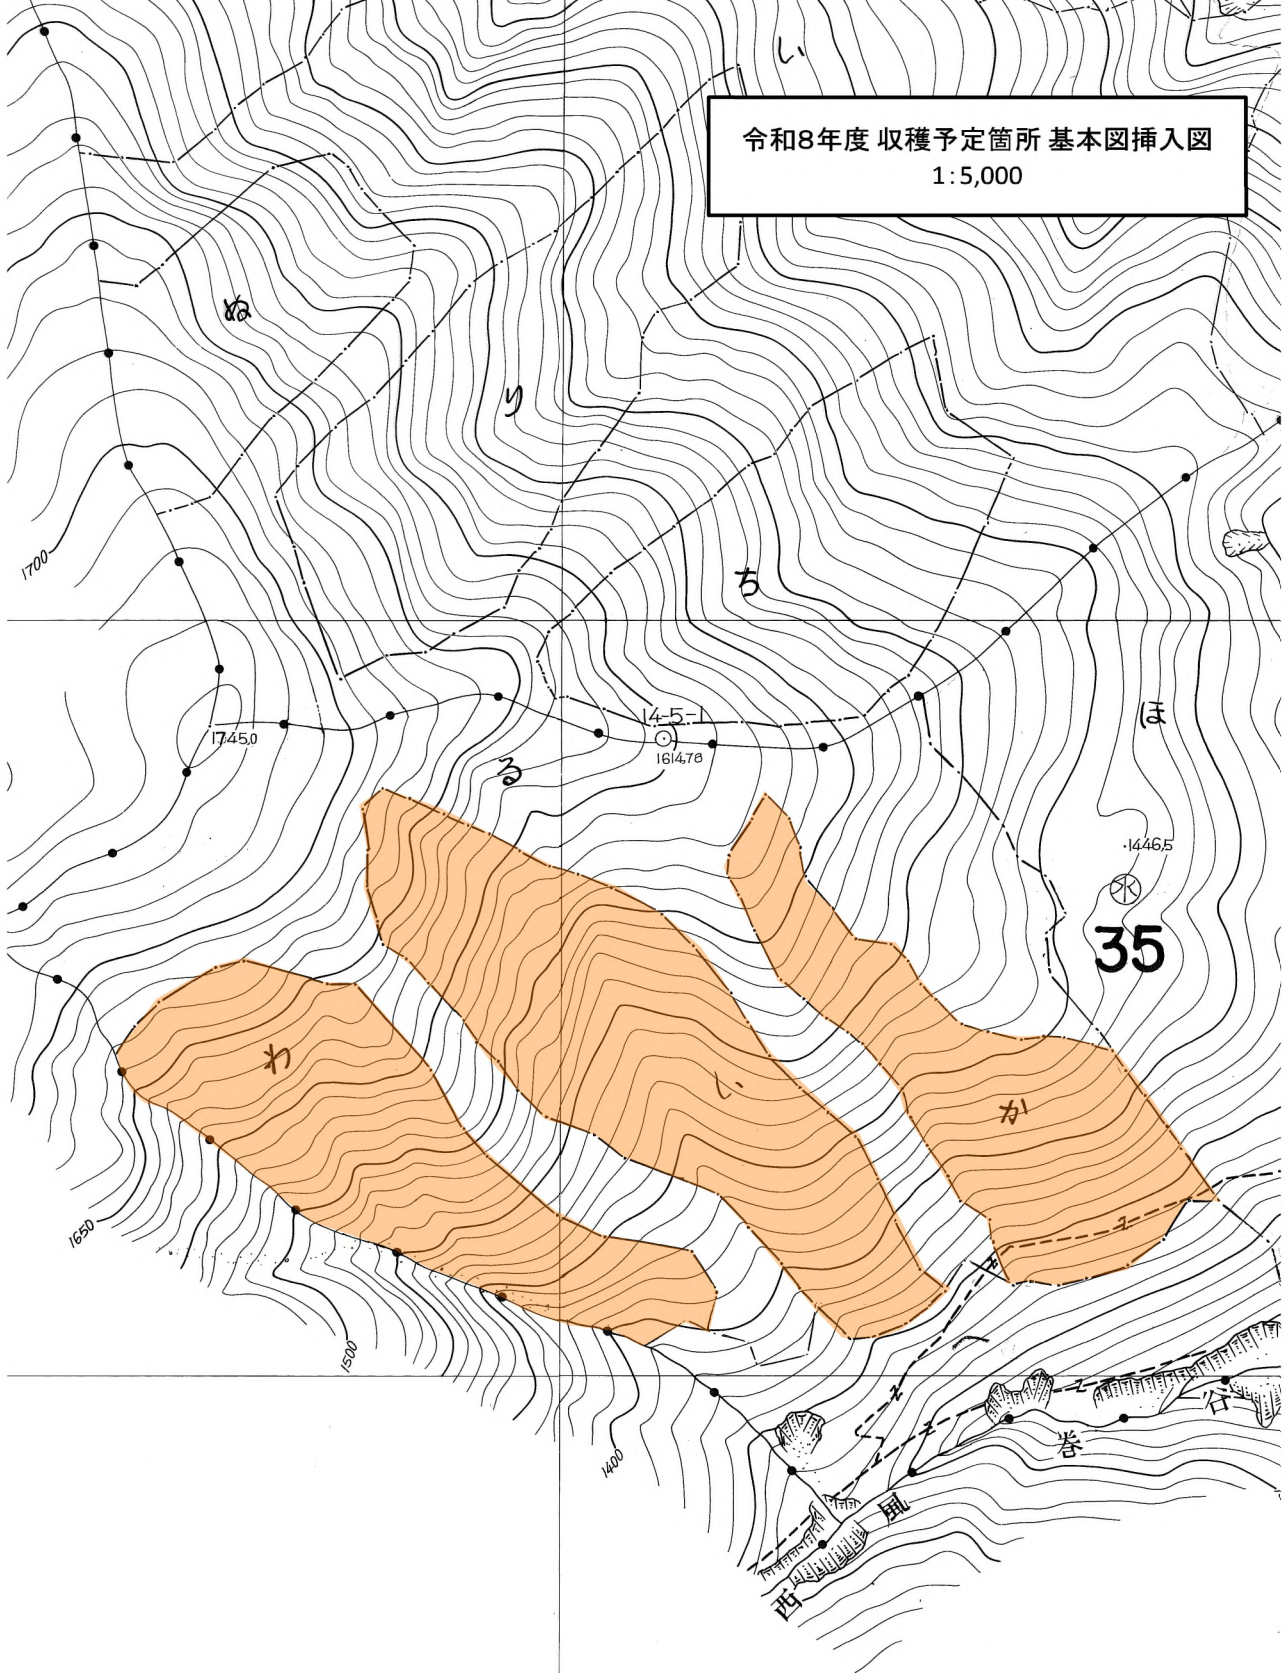 い
令和8年度 収穫予定箇所 基本図挿入図
1:5,000
ぬ
り
1700
ち
14-5-1
1745.0
1614.78
る
ほ
1446.5
水
35
わ
い
か
1650
1500
1400
谷
巻
風
西